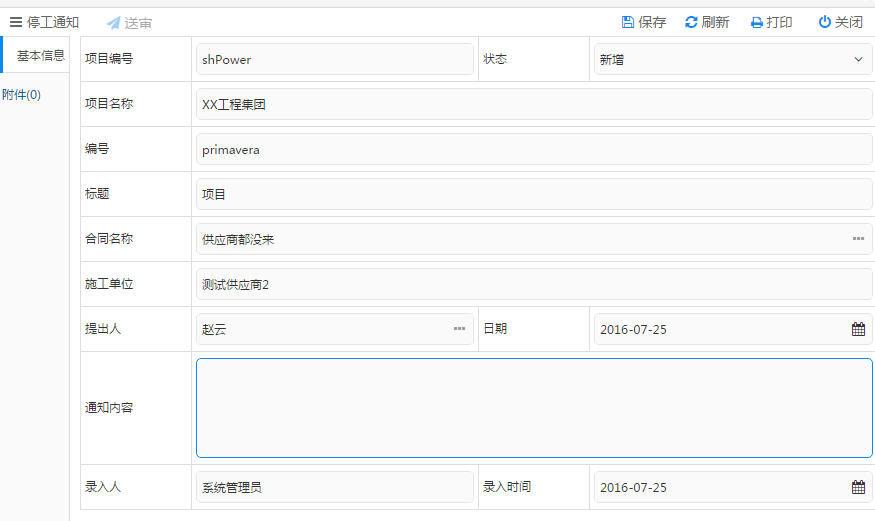 停工通知 送审 保存 刷新 打印 关闭
基本信息
附件(0)
项目编号 shPower 状态 新增
项目名称 XX工程集团
编号 primavera
标题 项目
合同名称 供应商都没来
施工单位 测试供应商2
提出人 赵云 日期 2016-07-25
通知内容
录入人 系统管理员 录入时间 2016-07-25